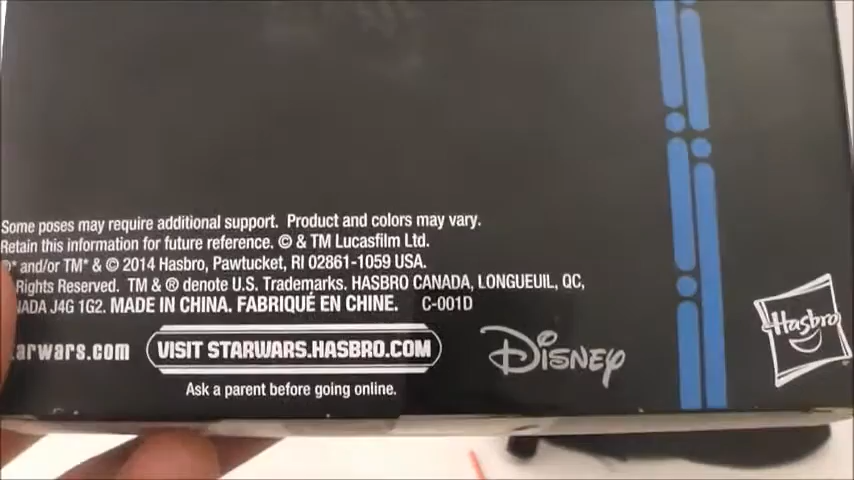 Some poses may require additional support. Product and colors may vary.
Retain this information for future reference. © & TM Lucasfilm Ltd.
®* and/or TM* & © 2014 Hasbro, Pawtucket, RI 02861-1059 USA.
Rights Reserved. TM & ® denote U.S. Trademarks. HASBRO CANADA, LONGUEUIL, QC,
NADA J4G 1G2. MADE IN CHINA. FABRIQUÉ EN CHINE. C-001D
arwars.com
VISIT STARWARS.HASBRO.COM
Ask a parent before going online.
DISNEY
Hasbro